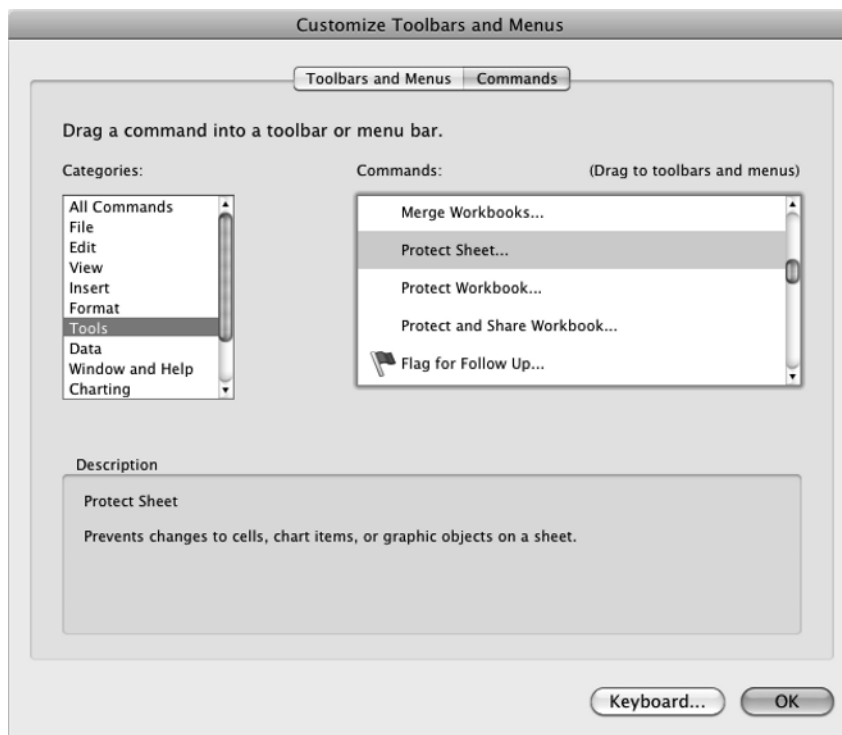 Customize Toolbars and Menus
Toolbars and Menus
Commands
Drag a command into a toolbar or menu bar.
Categories:
All Commands
File
Edit
View
Insert
Format
Tools
Data
Window and Help
Charting
Commands:
(Drag to toolbars and menus)
Merge Workbooks...
Protect Sheet...
Protect Workbook...
Protect and Share Workbook...
Flag for Follow Up...
Description
Protect Sheet
Prevents changes to cells, chart items, or graphic objects on a sheet.
Keyboard...
OK